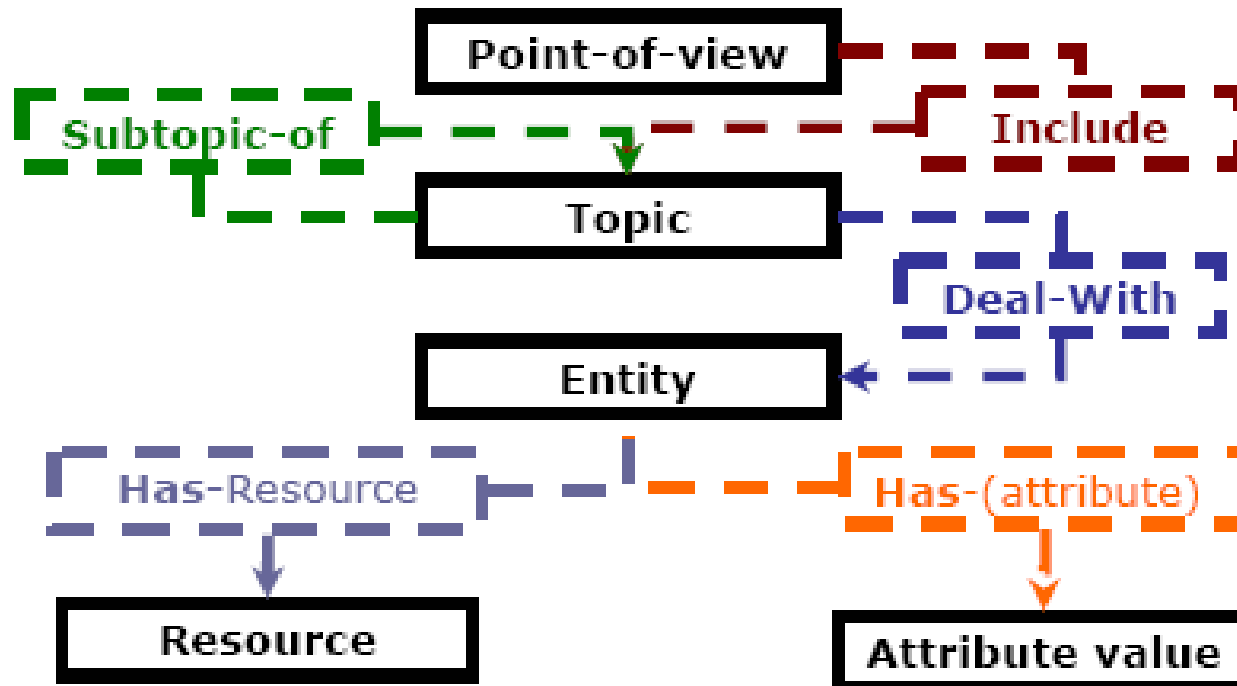 Point-of-view
Subtopic-of
Include
Topic
Deal-With
Entity
Has-Resource
Has-(attribute)
Resource
Attribute value